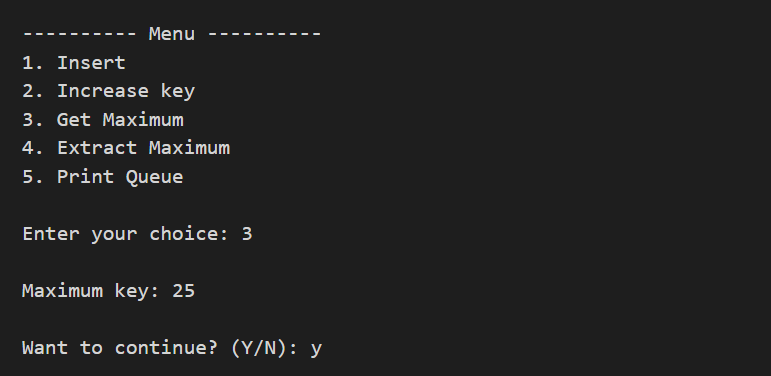 ---------- Menu ----------
1. Insert
2. Increase key
3. Get Maximum
4. Extract Maximum
5. Print Queue
Enter your choice: 3
Maximum key: 25
Want to continue? (Y/N): y